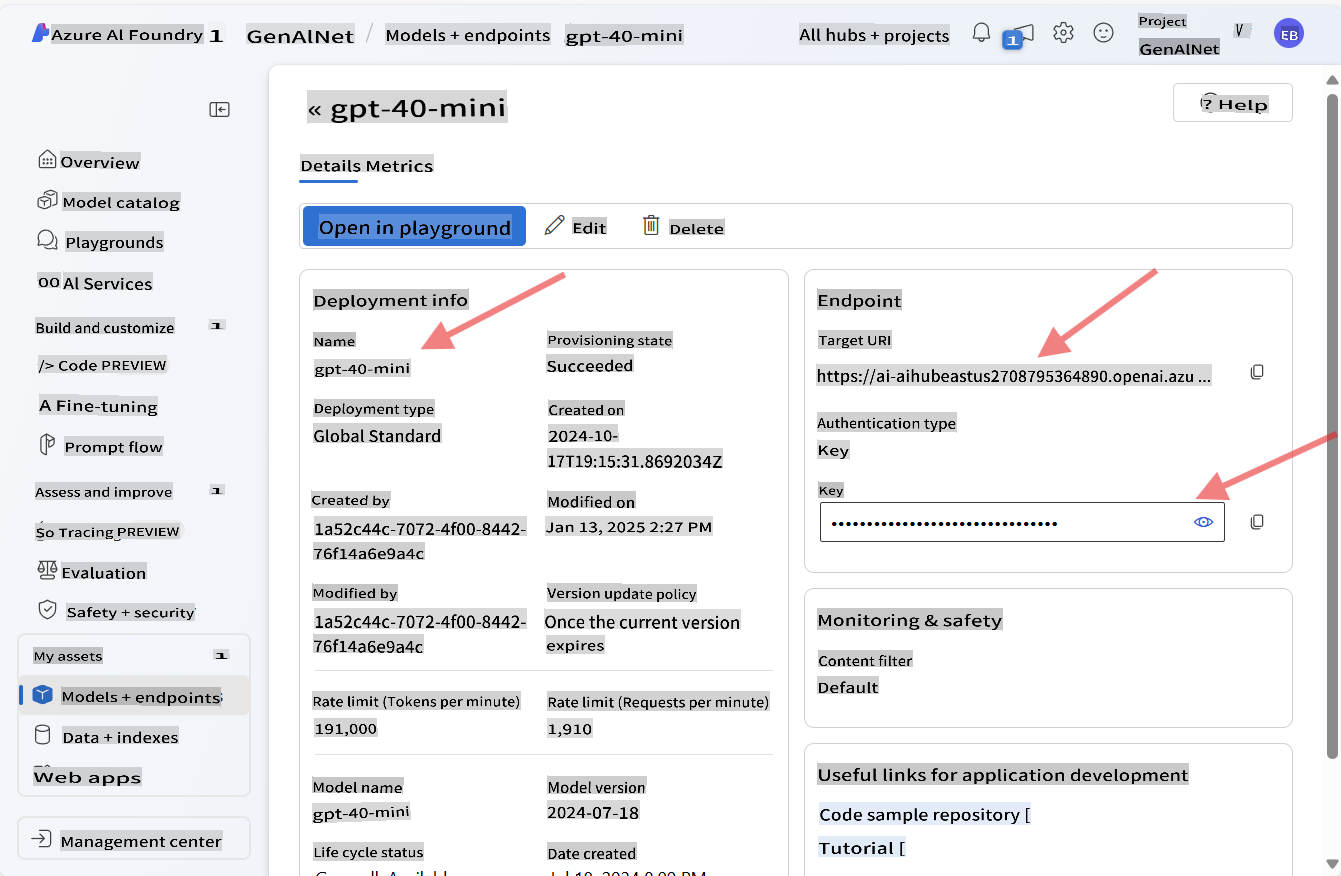 Azure Al Foundry 1 GenAlNet / Models + endpoints gpt-40-mini All hubs + projects 1 Project V EB
GenAlNet
« gpt-40-mini
? Help
Details Metrics
Open in playground Edit Delete
Overview
Model catalog
Playgrounds
OO Al Services
Build and customize 1
/> Code PREVIEW
A Fine-tuning
Prompt flow
Assess and improve 1
So Tracing PREVIEW
Evaluation
Safety + security
My assets 1
Models + endpoints
Data + indexes
Web apps
Management center
Deployment info
Name
gpt-40-mini
Provisioning state
Succeeded
Deployment type
Global Standard
Created on
2024-10-
17T19:15:31.8692034Z
Created by
1a52c44c-7072-4f00-8442-
76f14a6e9a4c
Modified on
Jan 13, 2025 2:27 PM
Modified by
1a52c44c-7072-4f00-8442-
76f14a6e9a4c
Version update policy
Once the current version
expires
Rate limit (Tokens per minute)
191,000
Rate limit (Requests per minute)
1,910
Model name
gpt-40-mini
Model version
2024-07-18
Life cycle status
Date created
Endpoint
Target URI
https://ai-aihubeastus2708795364890.openai.azu ...
Authentication type
Key
Key
••••••••••••••••••••••••••••••••
Monitoring & safety
Content filter
Default
Useful links for application development
Code sample repository [
Tutorial [